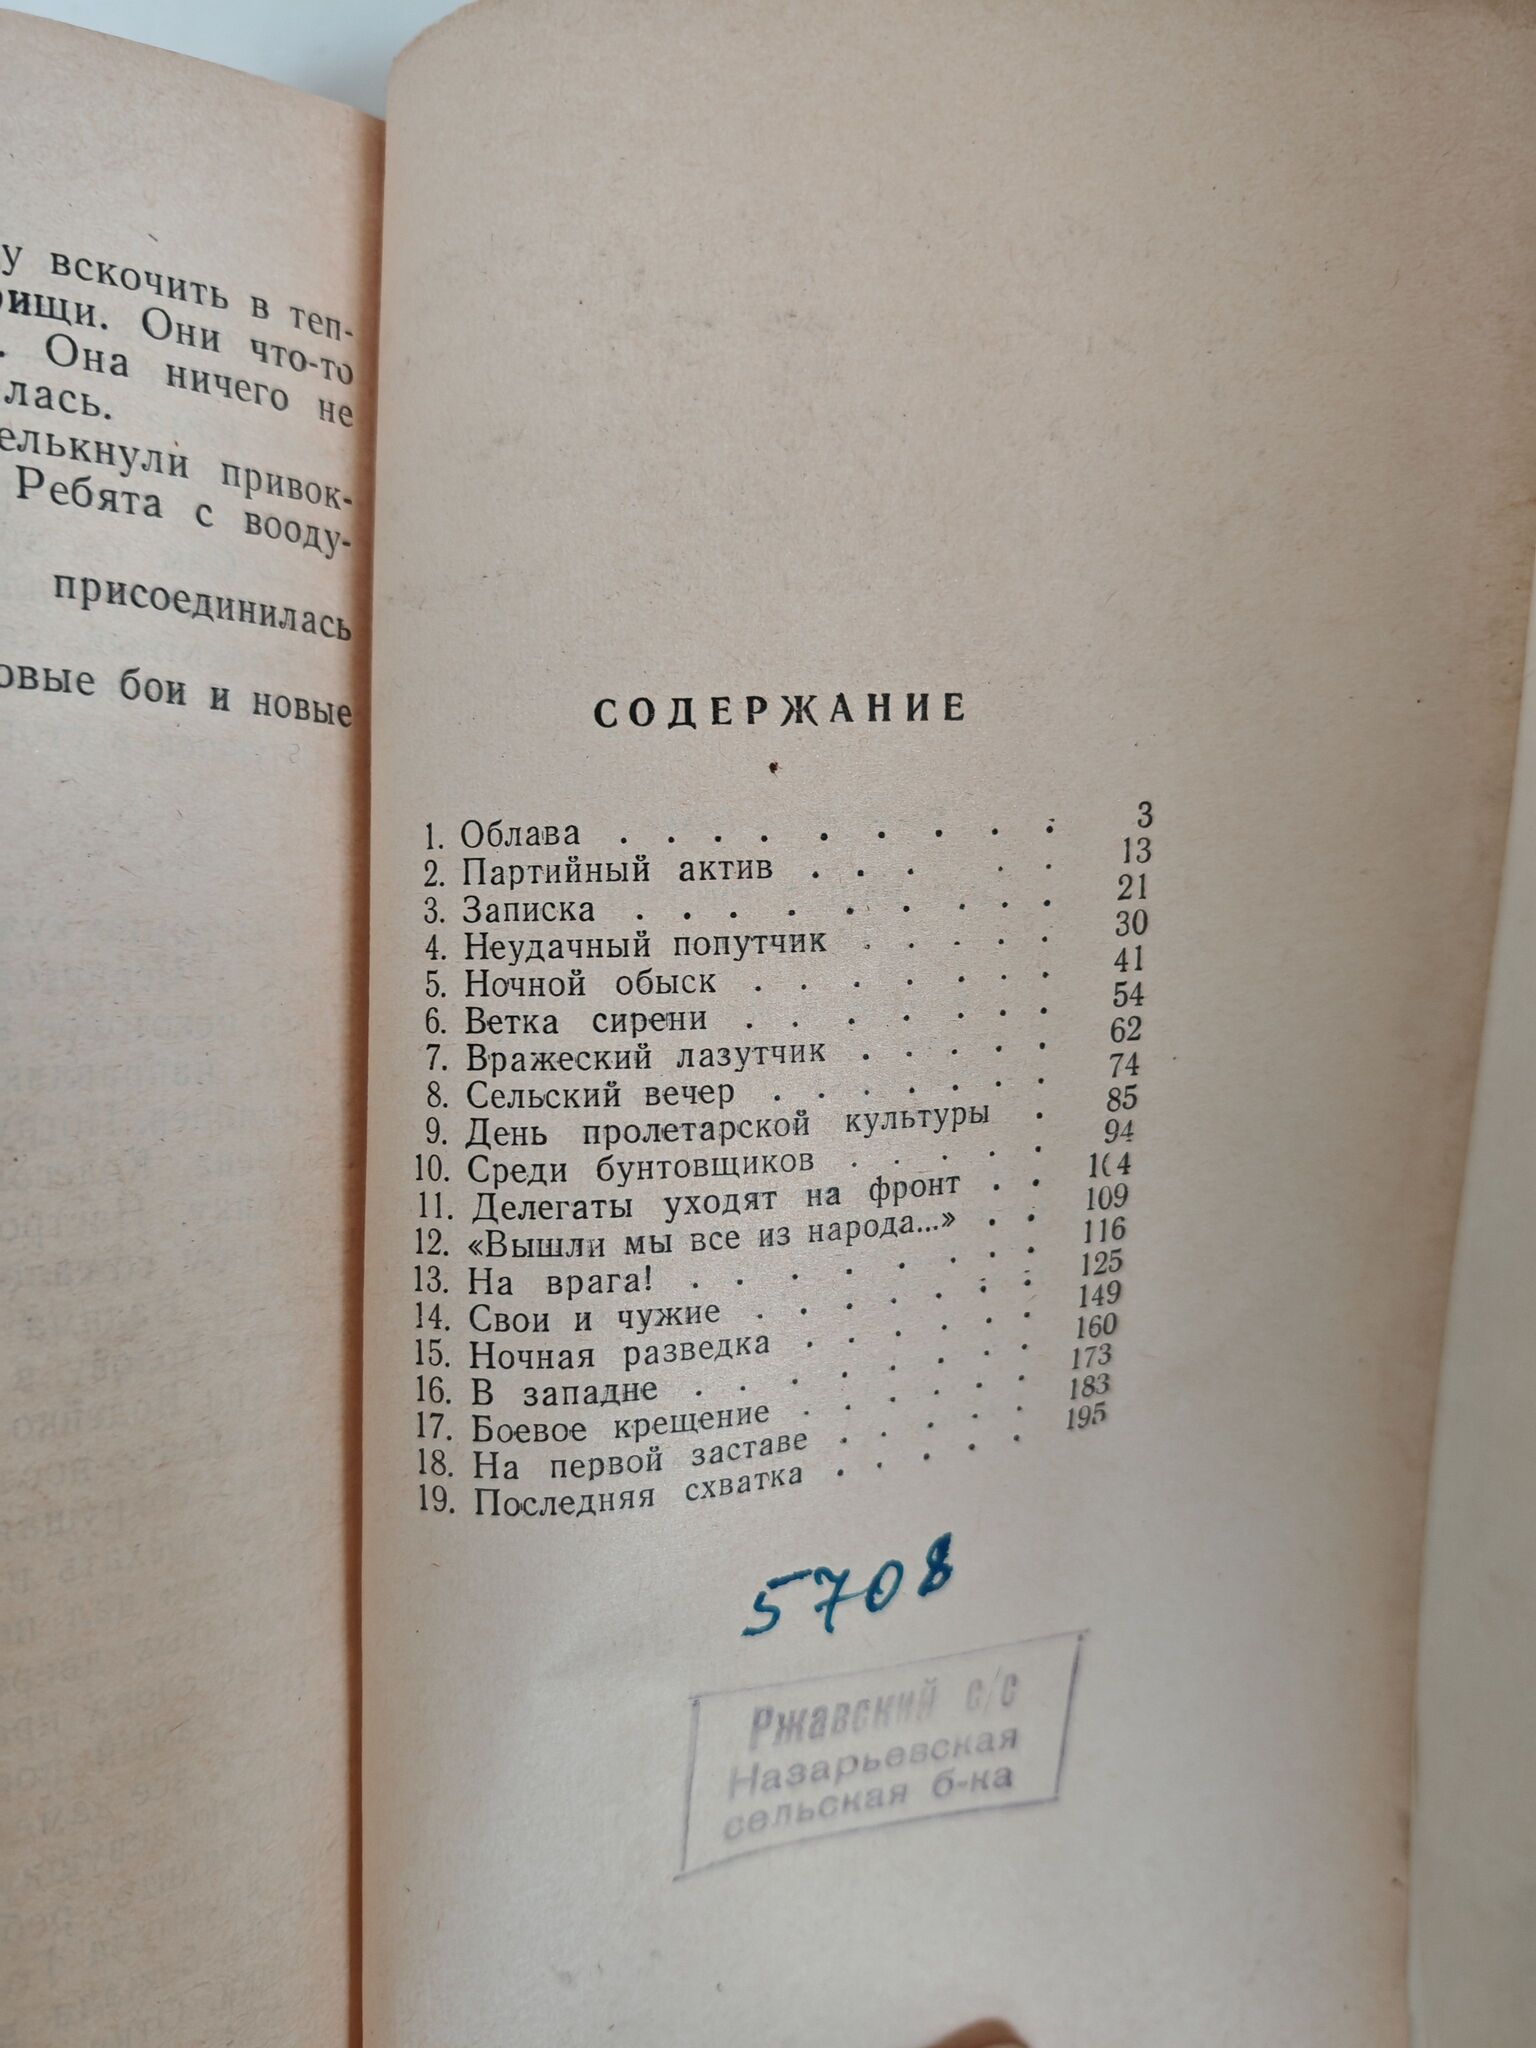 у вскочить в теп-
Они что-то
Она ничего не
лась.
привок-
Ребята с вооду-
присоединилась
бои и новые
СОДЕРЖАНИЕ
1. Облава . . . . . . . . . 3
2. Партийный актив . . . . . 13
3. Записка . . . . . . . . . 21
4. Неудачный попутчик . . . . . 30
5. Ночной обыск . . . . . . . 41
6. Ветка сирени . . . . . . . 54
7. Вражеский лазутчик . . . . . 62
8. Сельский вечер . . . . . . . 74
9. День пролетарской культуры . 85
10. Среди бунтовщиков . . . . . 94
11. Делегаты уходят на фронт . . 104
12. «Вышли мы все из народа...» . . 109
13. На врага! . . . . . . . . 116
14. Свои и чужие . . . . . . . 125
15. Ночная разведка . . . . . . 149
16. В западне . . . . . . . . 160
17. Боевое крещение . . . . . . 173
18. На первой заставе . . . . . 183
19. Последняя схватка . . . . . 195
5708
Ржавский с/с
Назарьевская
сельская б-ка